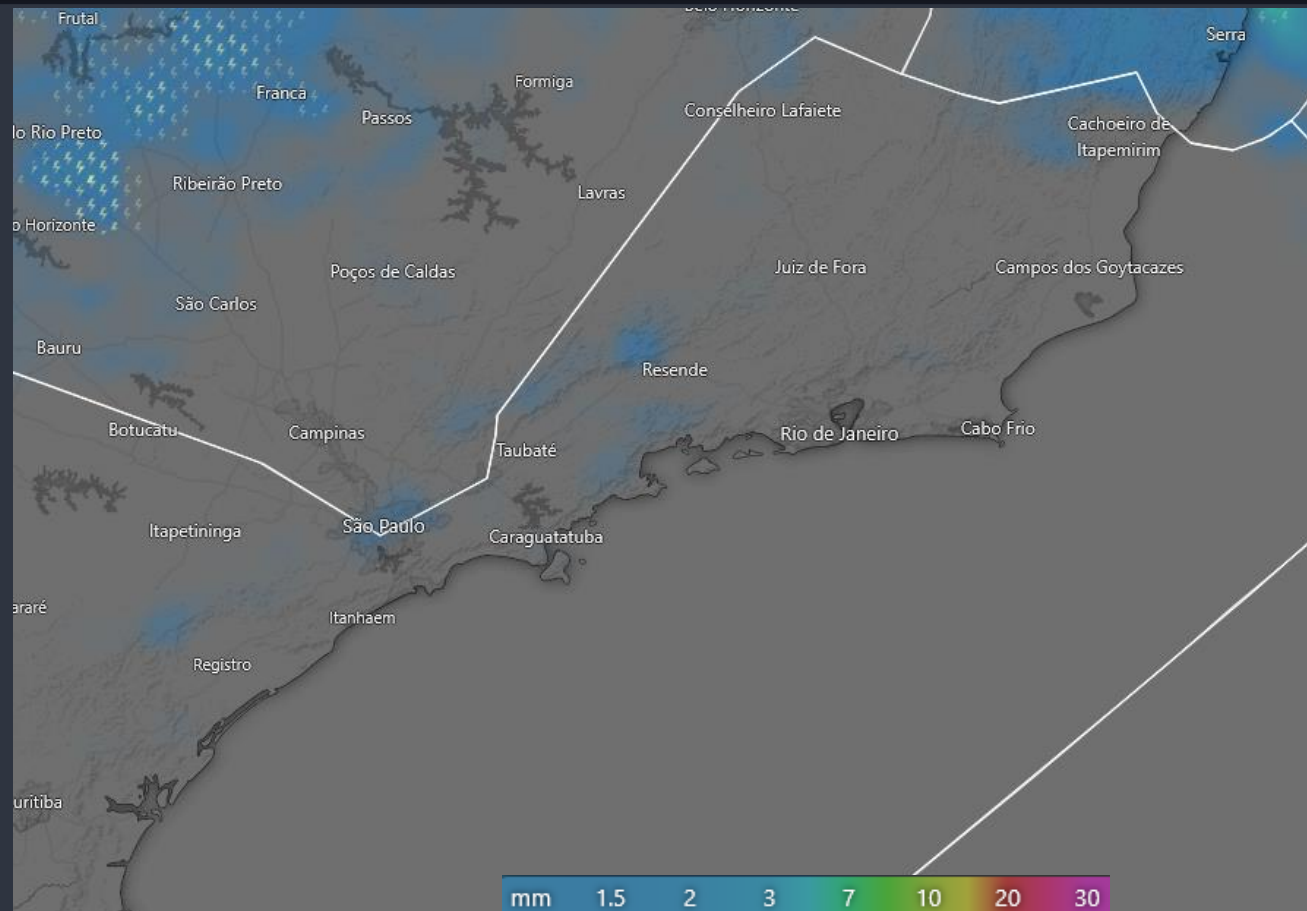 Belo Horizonte
Frutal
Serra
Formiga
Franca
Conselheiro Lafaiete
Passos
Cachoeiro de
Itapemirim
lo Rio Preto
Ribeirão Preto
Lavras
o Horizonte
Juiz de Fora
Campos dos Goytacazes
Poços de Caldas
São Carlos
Bauru
Resende
Botucatu
Campinas
Rio de Janeiro
Cabo Frio
Taubaté
São Paulo
Itapetininga
Caraguatatuba
araré
Itanhaem
Registro
uritiba
mm 1.5 2 3 7 10 20 30